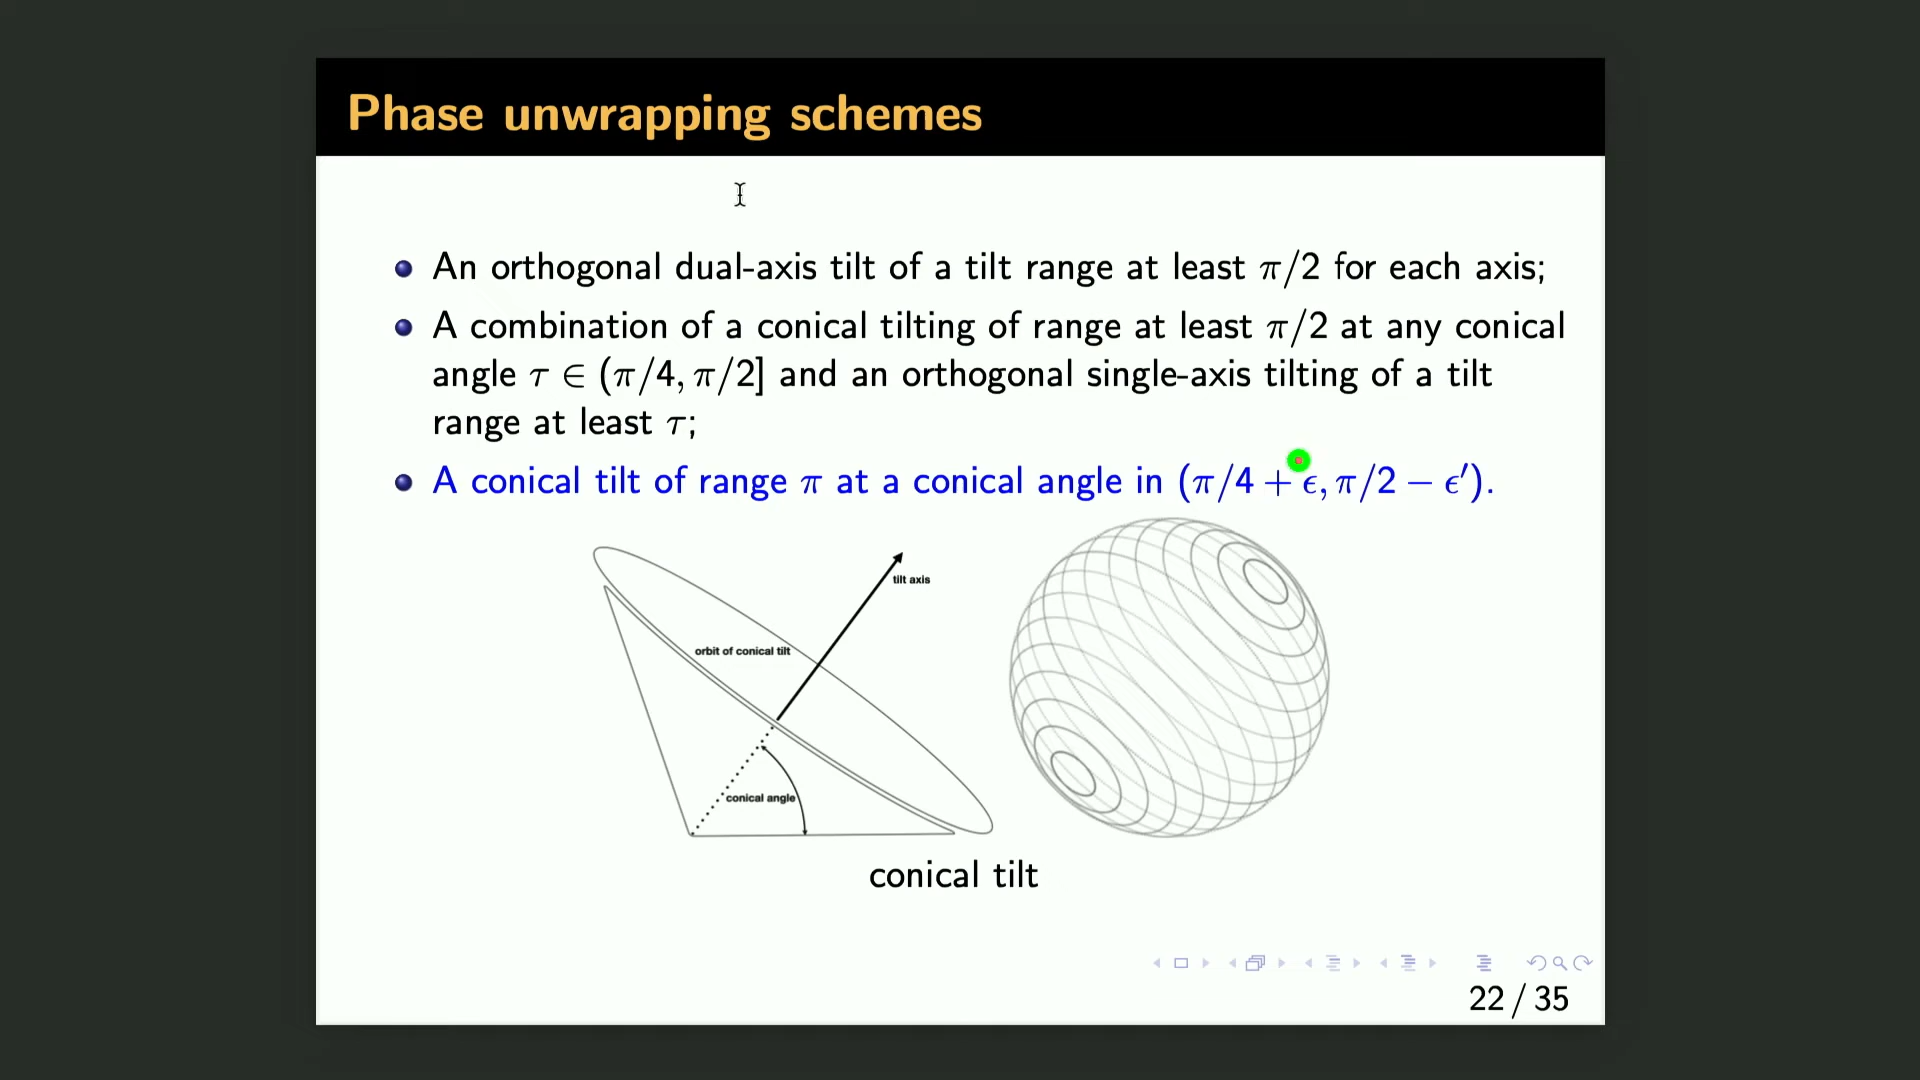 Phase unwrapping schemes
An orthogonal dual-axis tilt of a tilt range at least π/2 for each axis;
A combination of a conical tilting of range at least π/2 at any conical
angle τ ∈ (π/4, π/2] and an orthogonal single-axis tilting of a tilt
range at least τ;
A conical tilt of range π at a conical angle in (π/4 + ϵ, π/2 − ϵ′).
tilt axis
orbit of conical tilt
conical angle
conical tilt
22 / 35